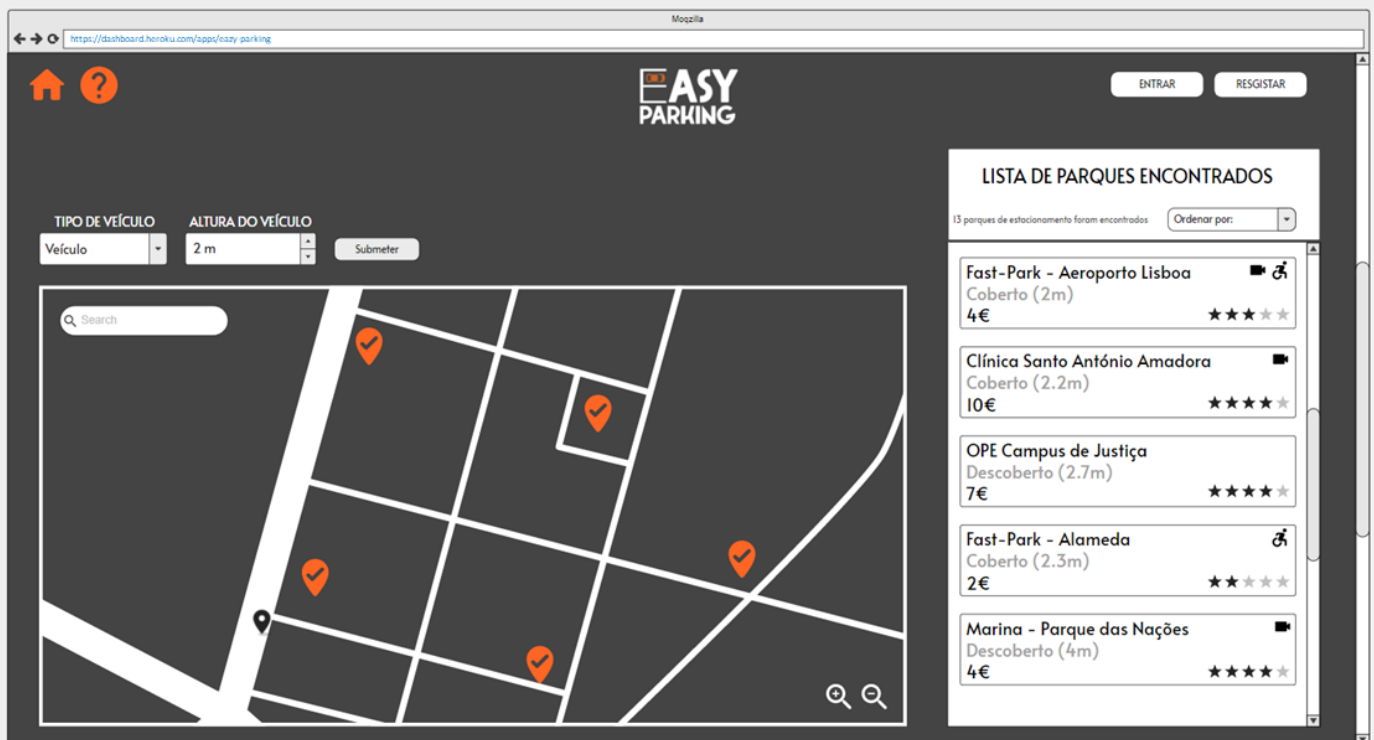 Moqzilla
https://dashboard.heroku.com/apps/eazy-parking
EASY
PARKING
ENTRAR
RESGISTAR
TIPO DE VEÍCULO
ALTURA DO VEÍCULO
Veículo
2 m
Submeter
Search
LISTA DE PARQUES ENCONTRADOS
13 parques de estacionamento foram encontrados
Ordenar por:
Fast-Park - Aeroporto Lisboa
Coberto (2m)
4€
Clínica Santo António Amadora
Coberto (2.2m)
10€
OPE Campus de Justiça
Descoberto (2.7m)
7€
Fast-Park - Alameda
Coberto (2.3m)
2€
Marina - Parque das Nações
Descoberto (4m)
4€